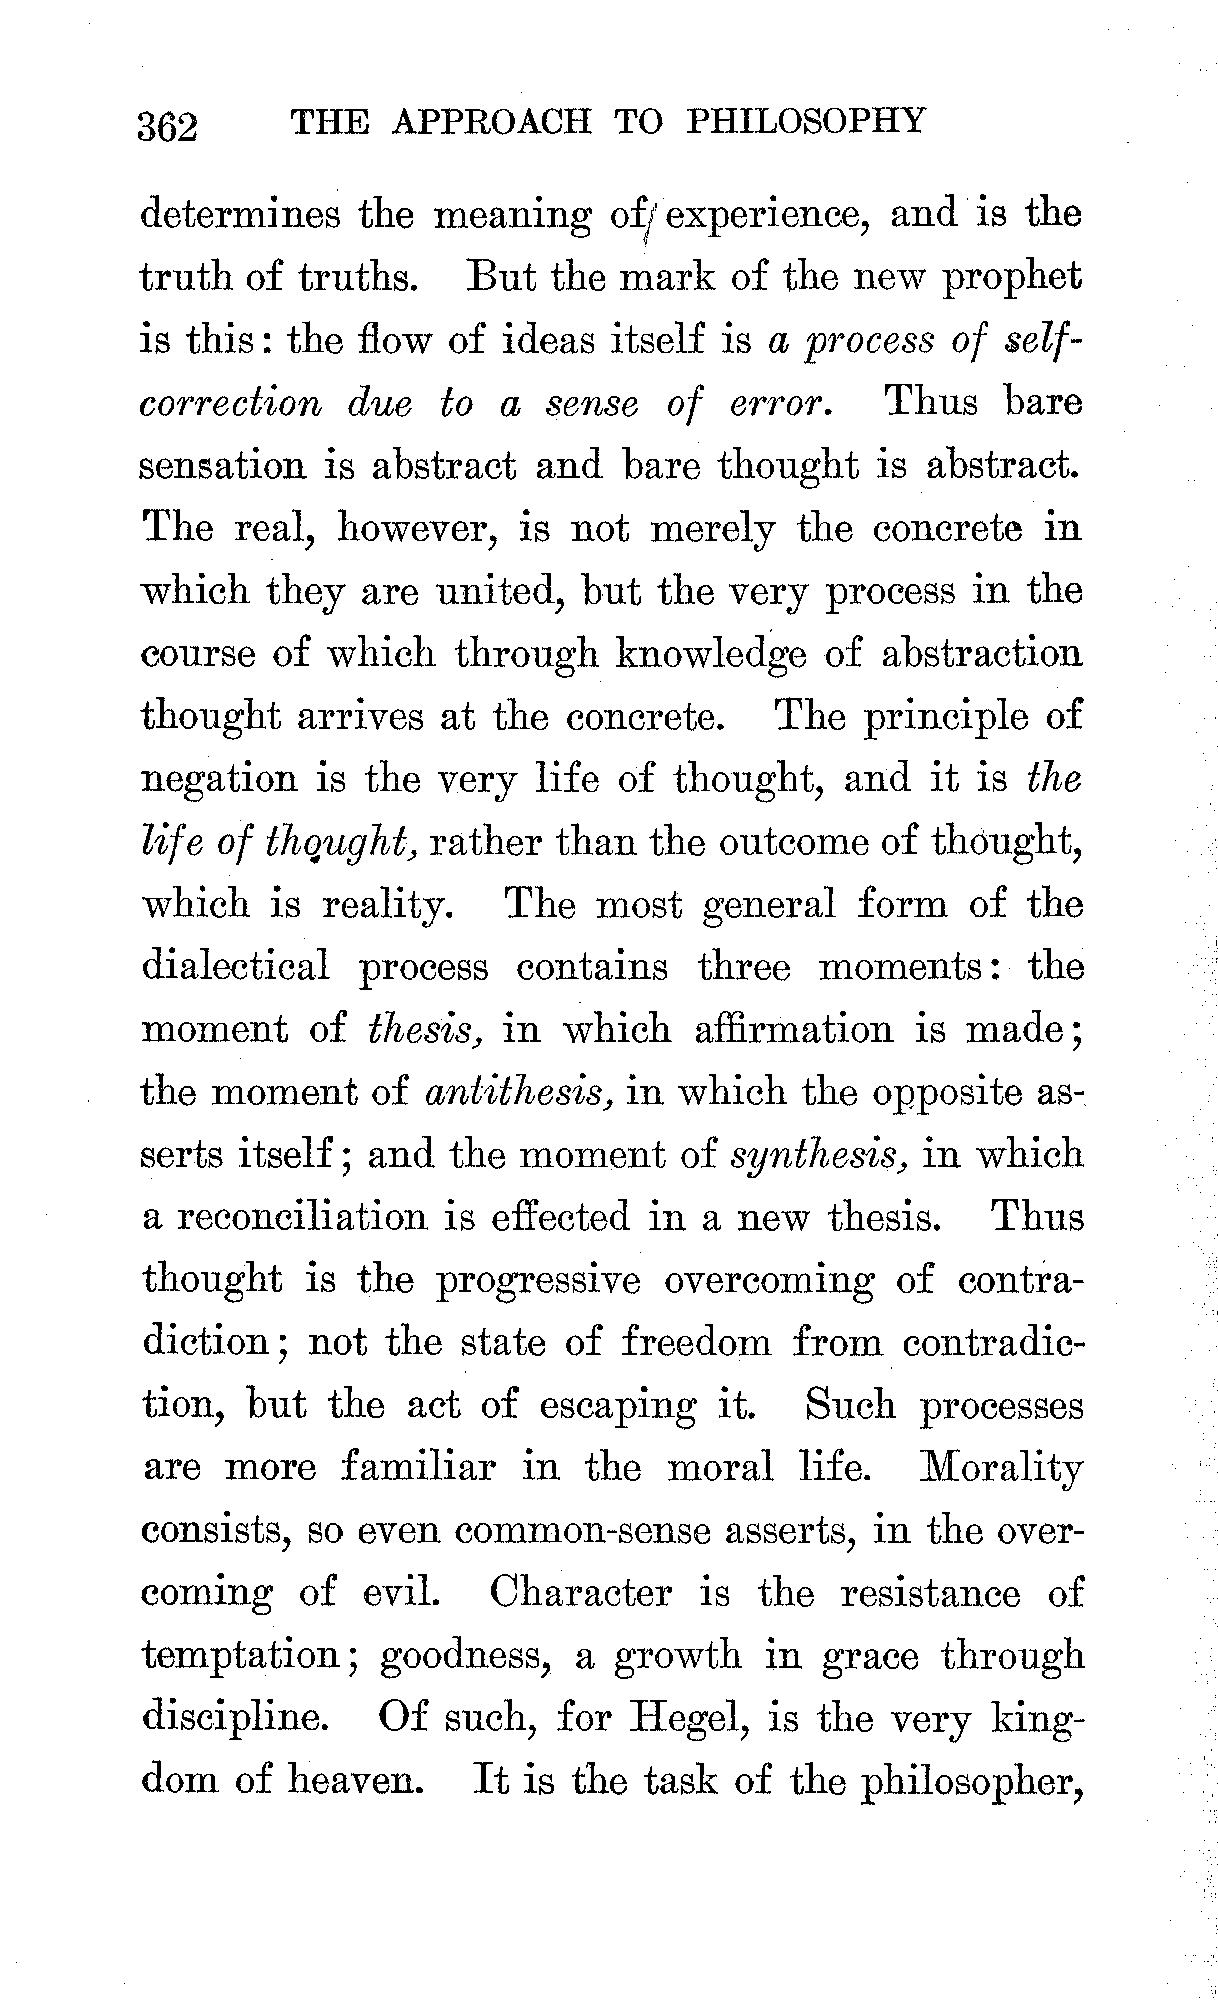 362 THE APPROACH TO PHILOSOPHY
determines the meaning of experience, and is the
truth of truths. But the mark of the new prophet
is this: the flow of ideas itself is a process of self-
correction due to a sense of error. Thus bare
sensation is abstract and bare thought is abstract.
The real, however, is not merely the concrete in
which they are united, but the very process in the
course of which through knowledge of abstraction
thought arrives at the concrete. The principle of
negation is the very life of thought, and it is the
life of thought, rather than the outcome of thought,
which is reality. The most general form of the
dialectical process contains three moments: the
moment of thesis, in which affirmation is made;
the moment of antithesis, in which the opposite as-
serts itself; and the moment of synthesis, in which
a reconciliation is effected in a new thesis. Thus
thought is the progressive overcoming of contra-
diction; not the state of freedom from contradic-
tion, but the act of escaping it. Such processes
are more familiar in the moral life. Morality
consists, so even common-sense asserts, in the over-
coming of evil. Character is the resistance of
temptation; goodness, a growth in grace through
discipline. Of such, for Hegel, is the very king-
dom of heaven. It is the task of the philosopher,